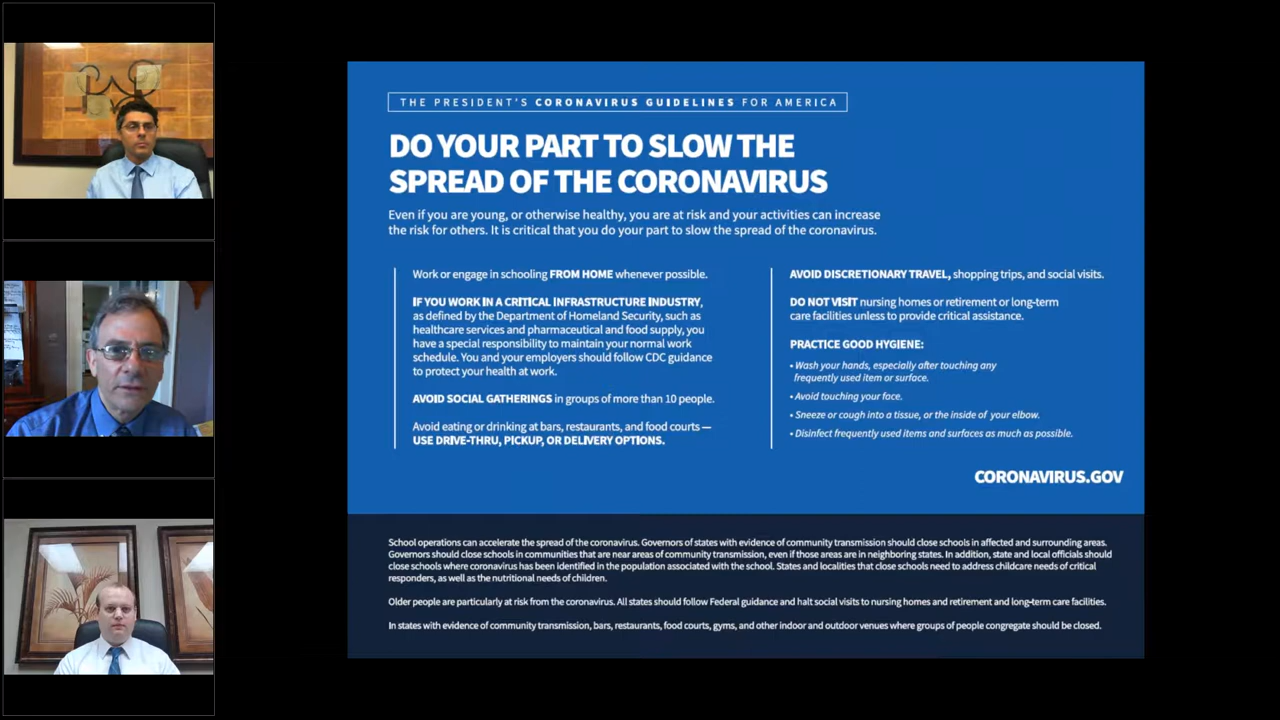 THE PRESIDENT'S CORONAVIRUS GUIDELINES FOR AMERICA
DO YOUR PART TO SLOW THE
SPREAD OF THE CORONAVIRUS
Even if you are young, or otherwise healthy, you are at risk and your activities can increase
the risk for others. It is critical that you do your part to slow the spread of the coronavirus.
Work or engage in schooling FROM HOME whenever possible.
IF YOU WORK IN A CRITICAL INFRASTRUCTURE INDUSTRY,
as defined by the Department of Homeland Security, such as
healthcare services and pharmaceutical and food supply, you
have a special responsibility to maintain your normal work
schedule. You and your employers should follow CDC guidance
to protect your health at work.
AVOID SOCIAL GATHERINGS in groups of more than 10 people.
Avoid eating or drinking at bars, restaurants, and food courts —
USE DRIVE-THRU, PICKUP, OR DELIVERY OPTIONS.
AVOID DISCRETIONARY TRAVEL, shopping trips, and social visits.
DO NOT VISIT nursing homes or retirement or long-term
care facilities unless to provide critical assistance.
PRACTICE GOOD HYGIENE:
• Wash your hands, especially after touching any
frequently used item or surface.
• Avoid touching your face.
• Sneeze or cough into a tissue, or the inside of your elbow.
• Disinfect frequently used items and surfaces as much as possible.
CORONAVIRUS.GOV
School operations can accelerate the spread of the coronavirus. Governors of states with evidence of community transmission should close schools in affected and surrounding areas.
Governors should close schools in communities that are near areas of community transmission, even if those areas are in neighboring states. In addition, state and local officials should
close schools where coronavirus has been identified in the population associated with the school. States and localities that close schools need to address childcare needs of critical
responders, as well as the nutritional needs of children.
Older people are particularly at risk from the coronavirus. All states should follow Federal guidance and halt social visits to nursing homes and retirement and long-term care facilities.
In states with evidence of community transmission, bars, restaurants, food courts, gyms, and other indoor and outdoor venues where groups of people congregate should be closed.